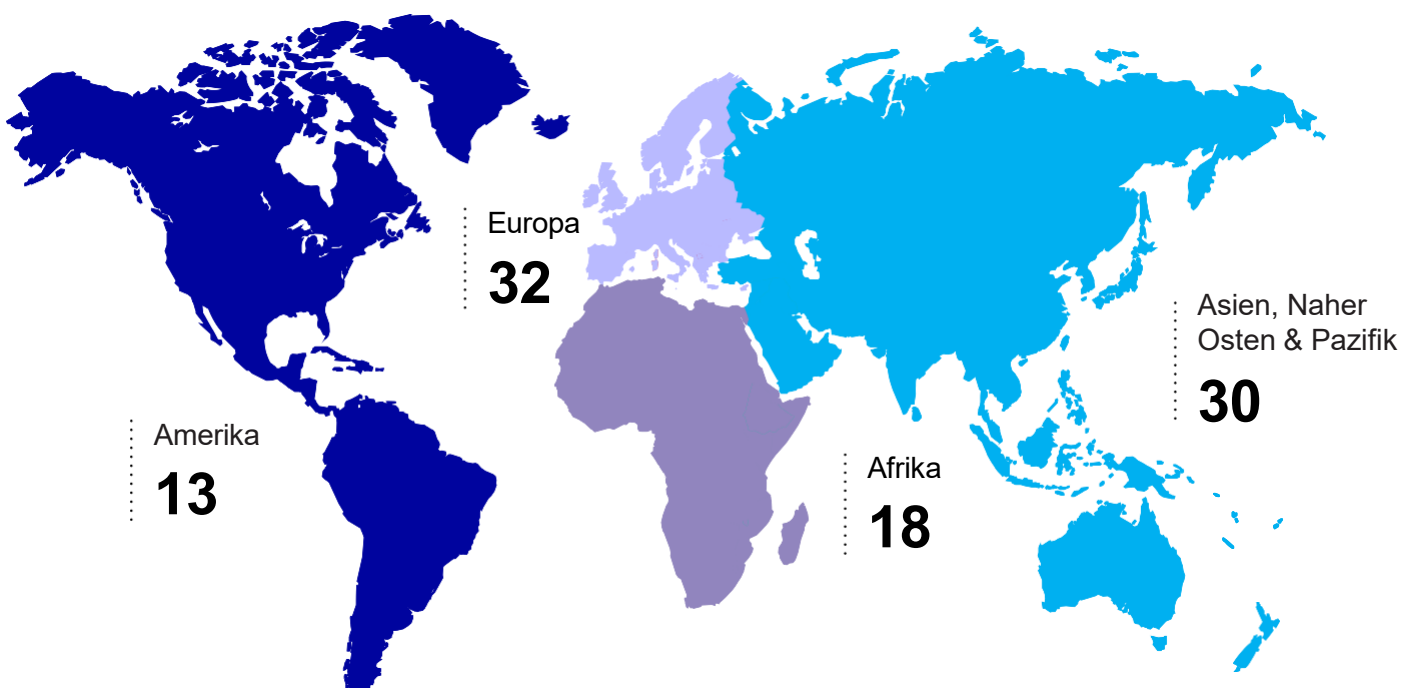 Europa
32
Asien, Naher
Osten & Pazifik
30
Amerika
13
Afrika
18